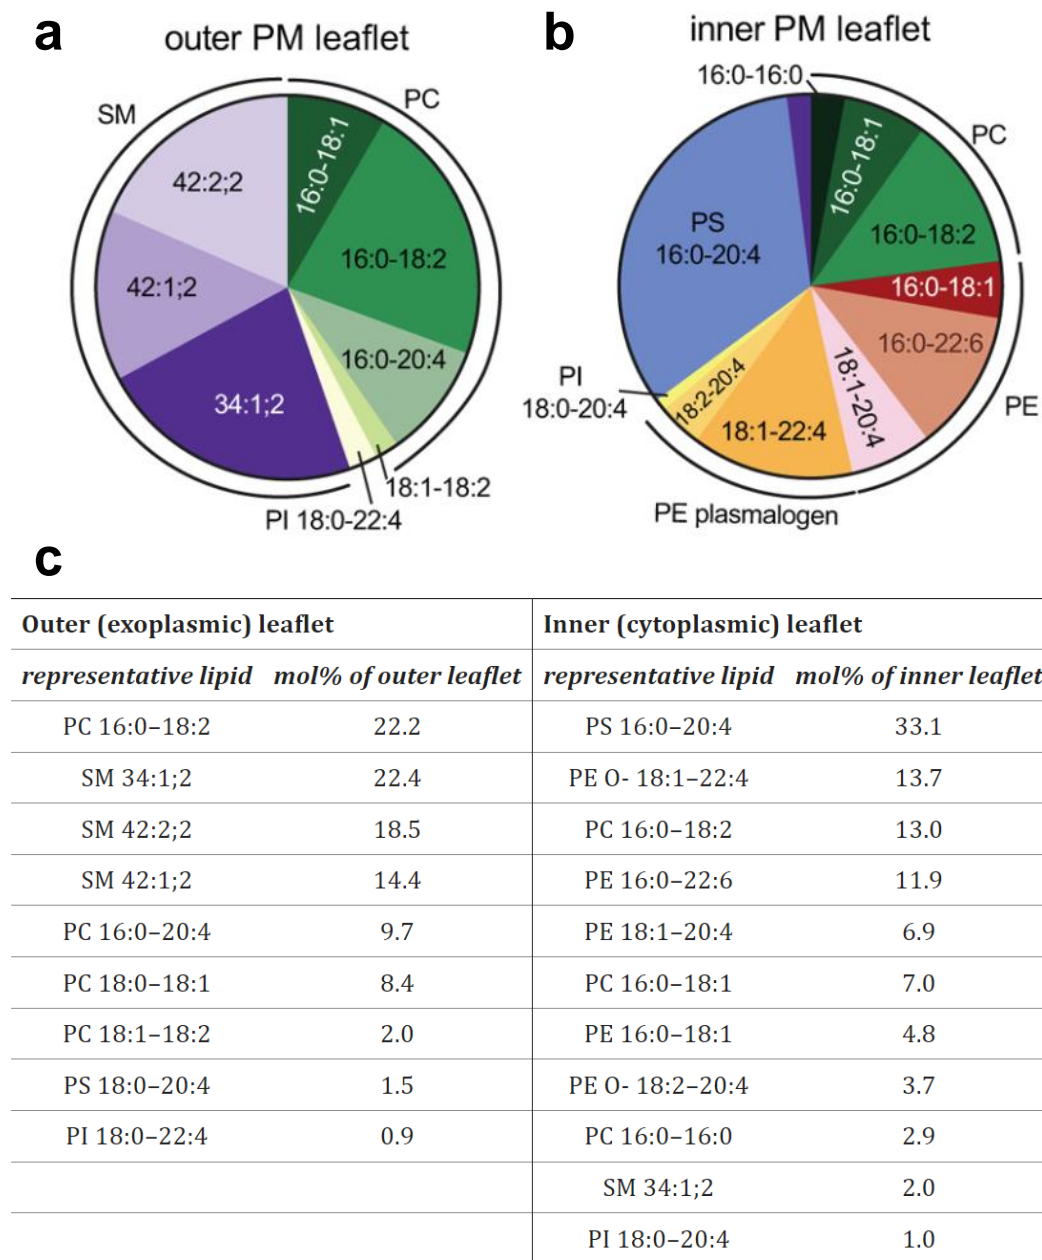 a
outer PM leaflet
SM
PC
16:0-18:1
42:2;2
16:0-18:2
42:1;2
16:0-20:4
34:1;2
18:1-18:2
PI 18:0-22:4
b
inner PM leaflet
16:0-16:0
PC
16:0-18:1
PS
16:0-20:4
16:0-18:2
16:0-18:1
16:0-22:6
PI
18:0-20:4
18:2-20:4
18:1-20:4
18:1-22:4
PE
PE plasmalogen
c
Outer (exoplasmic) leaflet Inner (cytoplasmic) leaflet
representative lipid mol% of outer leaflet representative lipid mol% of inner leaflet
PC 16:0–18:2 22.2 PS 16:0–20:4 33.1
SM 34:1;2 22.4 PE O- 18:1–22:4 13.7
SM 42:2;2 18.5 PC 16:0–18:2 13.0
SM 42:1;2 14.4 PE 16:0–22:6 11.9
PC 16:0–20:4 9.7 PE 18:1–20:4 6.9
PC 18:0–18:1 8.4 PC 16:0–18:1 7.0
PC 18:1–18:2 2.0 PE 16:0–18:1 4.8
PS 18:0–20:4 1.5 PE O- 18:2–20:4 3.7
PI 18:0–22:4 0.9 PC 16:0–16:0 2.9
SM 34:1;2 2.0
PI 18:0–20:4 1.0